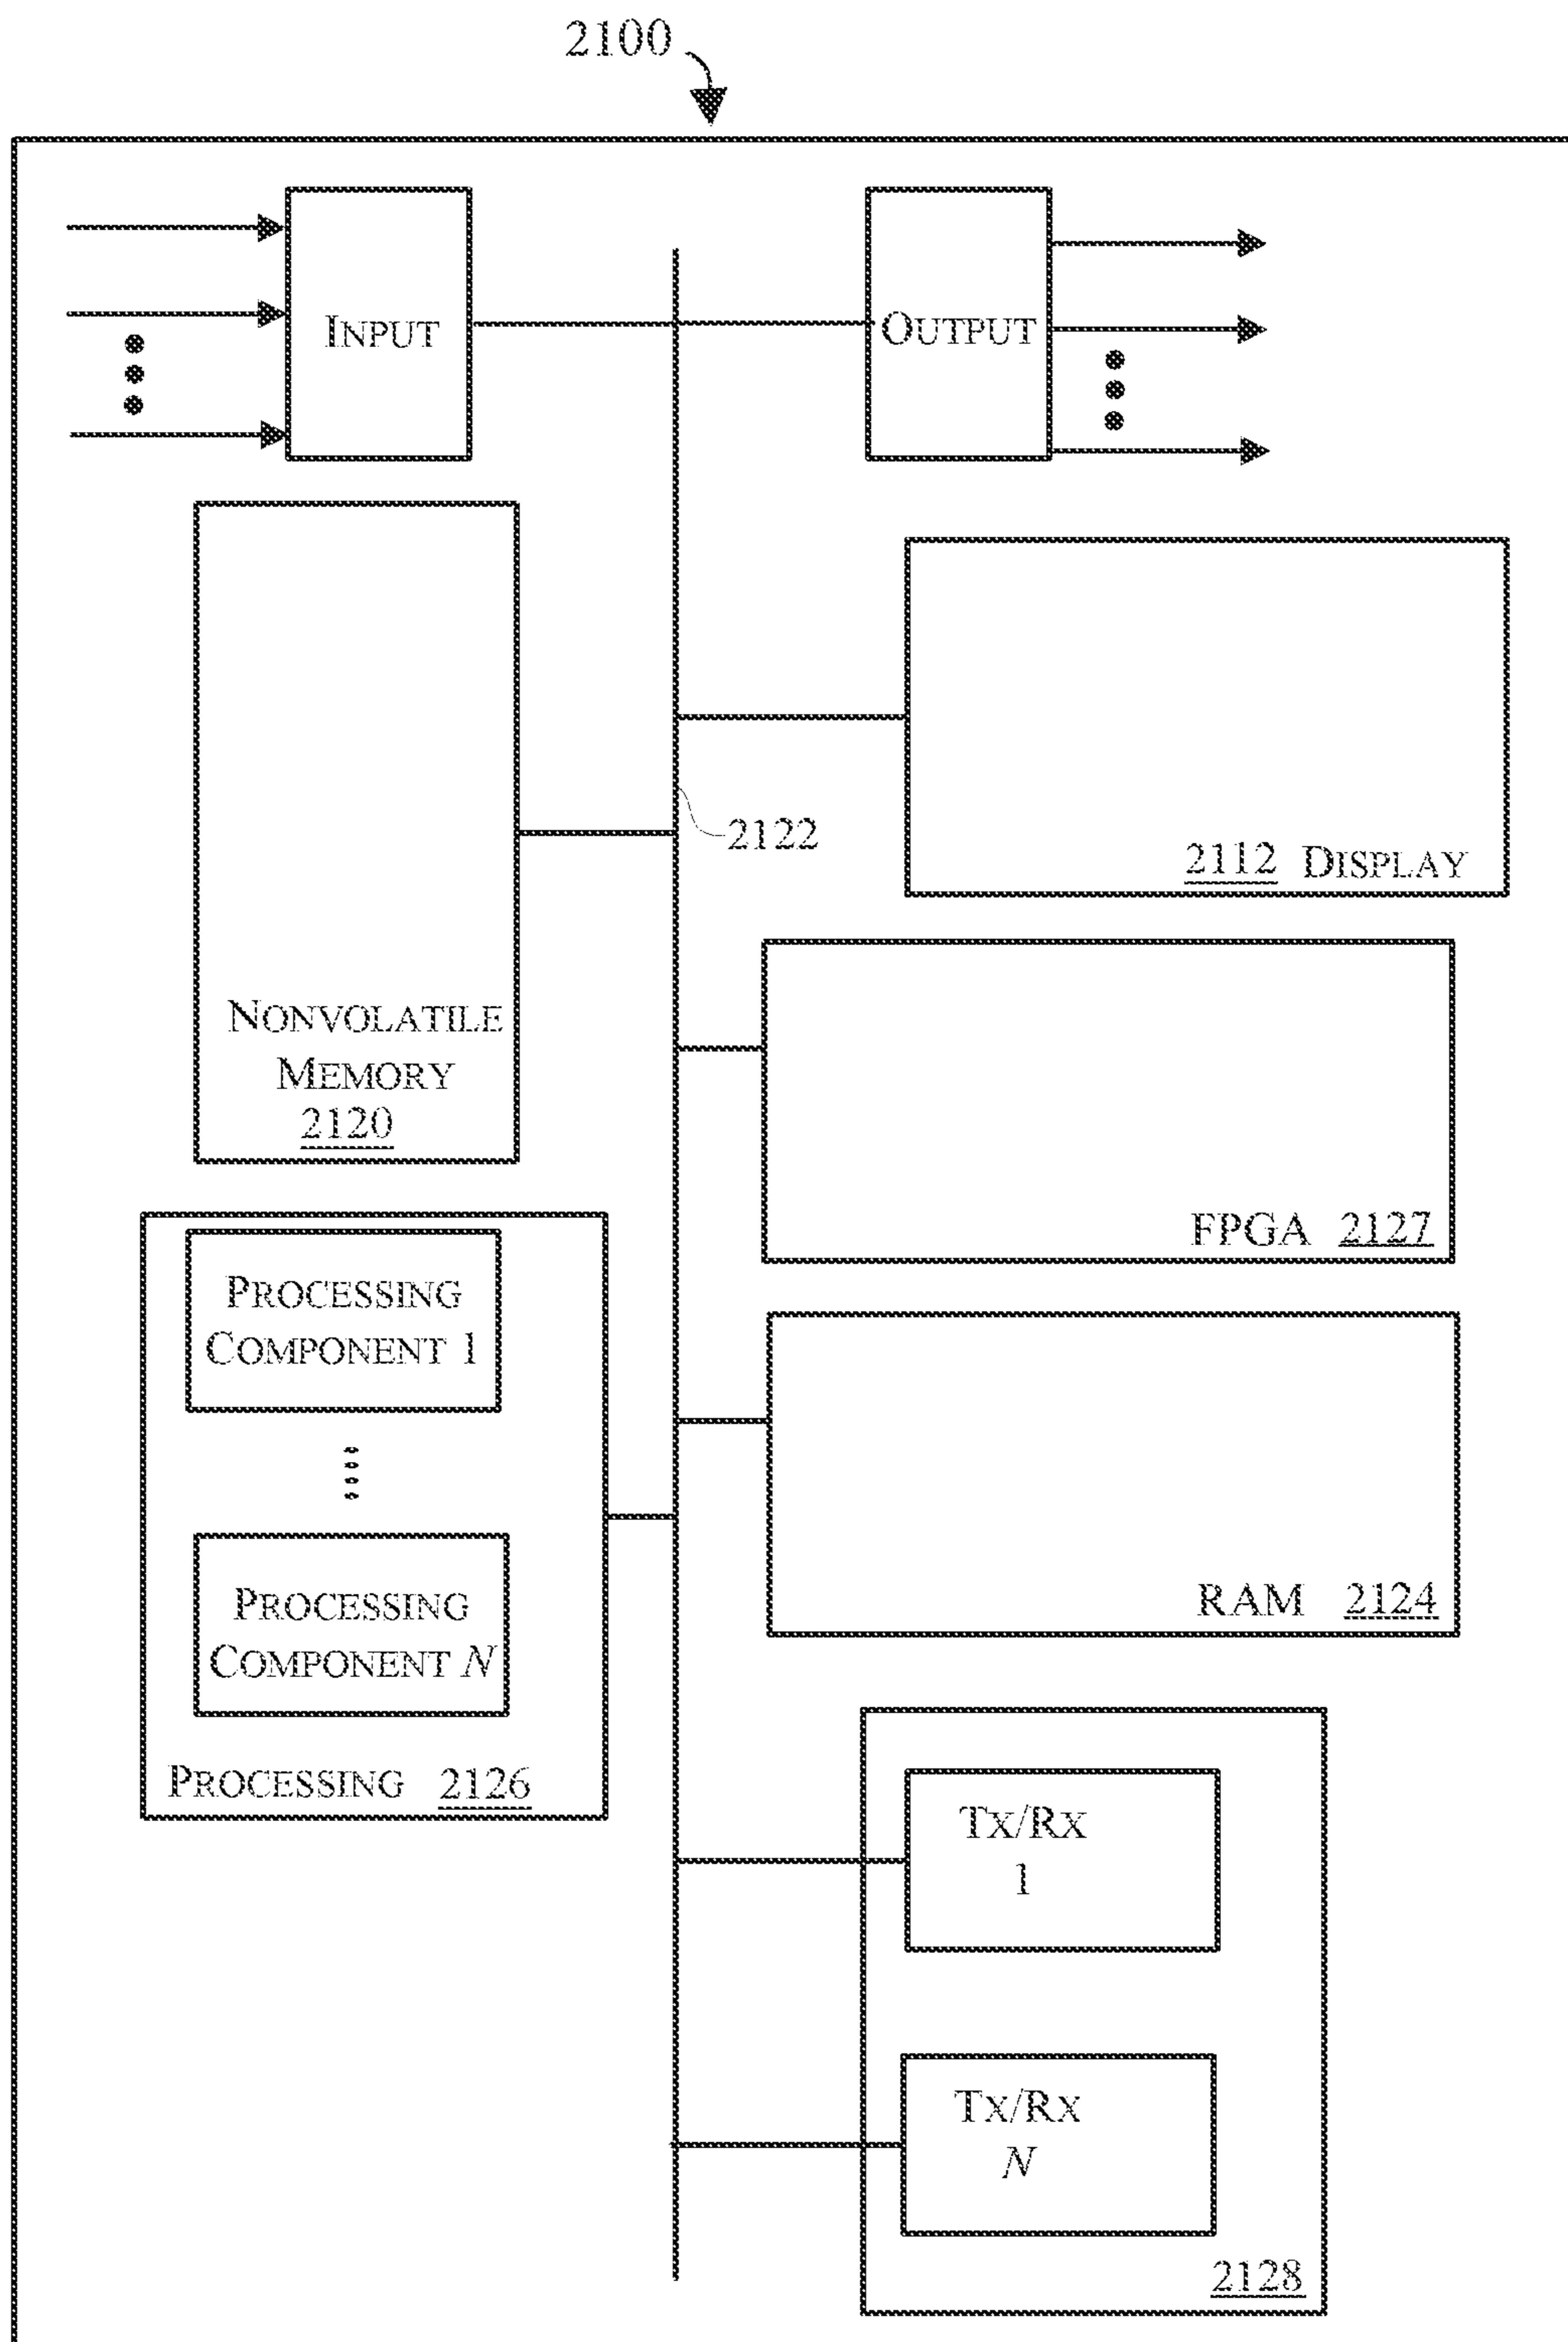 2100
INPUT
OUTPUT
2122
2112 DISPLAY
NONVOLATILE
MEMORY
2120
FPGA 2127
PROCESSING
COMPONENT 1
PROCESSING
COMPONENT N
PROCESSING 2126
RAM 2124
TX/RX
1
TX/RX
N
2128